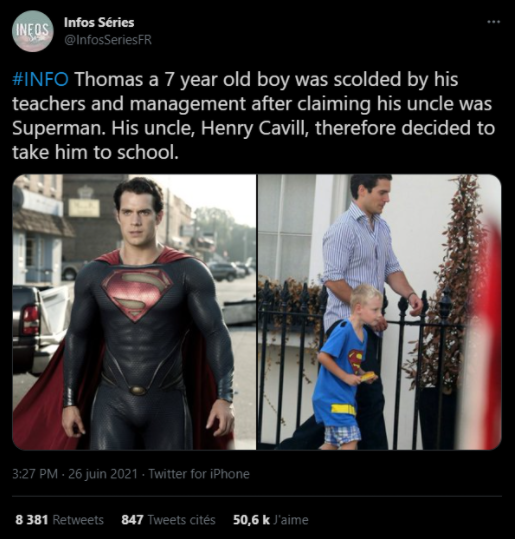 INFOS
Infos Séries
@InfosSeriesFR
#INFO Thomas a 7 year old boy was scolded by his
teachers and management after claiming his uncle was
Superman. His uncle, Henry Cavill, therefore decided to
take him to school.
3:27 PM · 26 juin 2021 · Twitter for iPhone
8 381 Retweets 847 Tweets cités 50,6 k J'aime